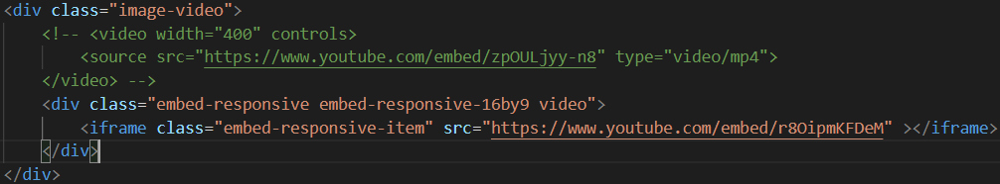 <div class="image-video">
<!-- <video width="400" controls>
<source src="https://www.youtube.com/embed/zpOULjyy-n8" type="video/mp4">
</video> -->
<div class="embed-responsive embed-responsive-16by9 video">
<iframe class="embed-responsive-item" src="https://www.youtube.com/embed/r8OipmKFDeM" ></iframe>
</div>
</div>